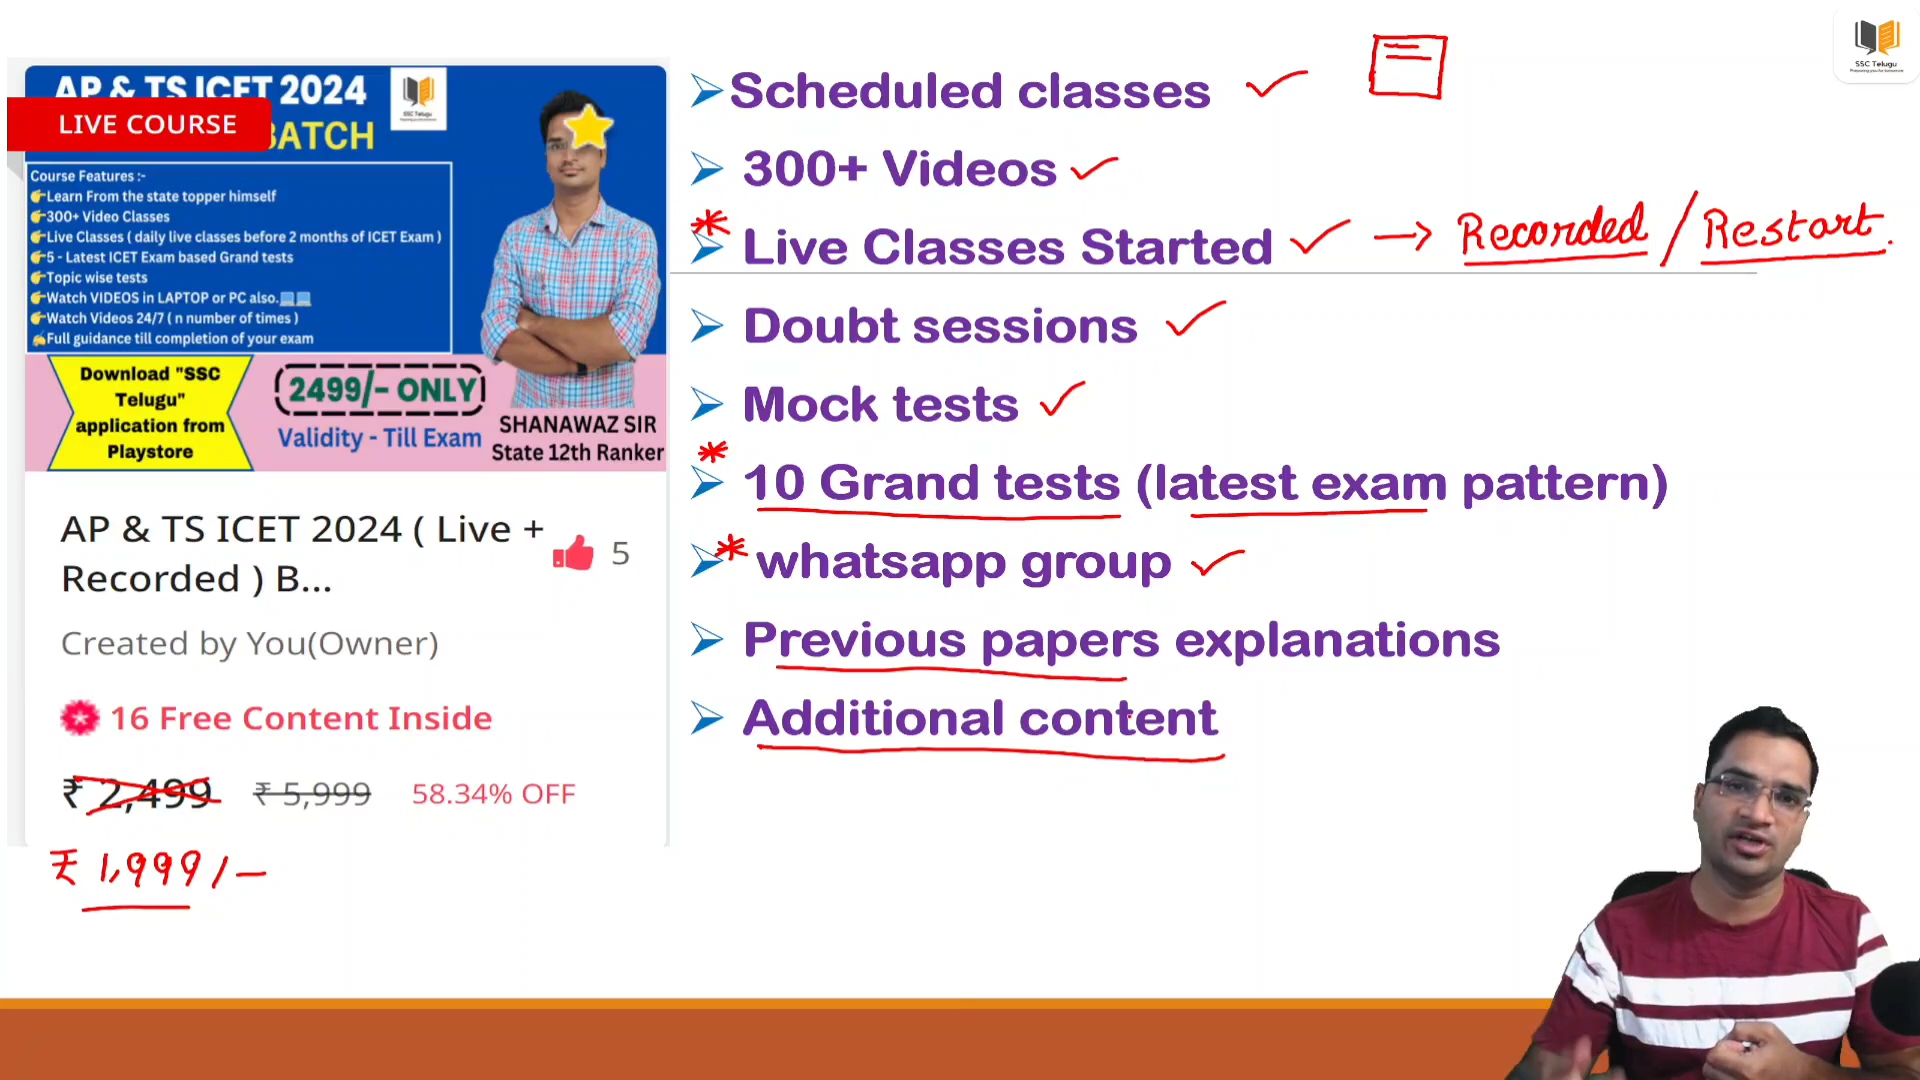 AP & TS ICET 2024
LIVE COURSE
BATCH
SSC Telugu
Course Features :-
Learn From the state topper himself
300+ Video Classes
Live Classes ( daily live classes before 2 months of ICET Exam )
5 - Latest ICET Exam based Grand tests
Topic wise tests
Watch VIDEOS in LAPTOP or PC also.
Watch Videos 24/7 ( n number of times )
Full guidance till completion of your exam
Download "SSC
Telugu"
application from
Playstore
2499/- ONLY
Validity - Till Exam
SHANAWAZ SIR
State 12th Ranker
AP & TS ICET 2024 ( Live +
Recorded ) B...
5
Created by You(Owner)
16 Free Content Inside
₹ 2,499 ₹ 5,999 58.34% OFF
₹ 1,999/-
Scheduled classes
300+ Videos
* Live Classes Started → Recorded / Restart.
Doubt sessions
Mock tests
* 10 Grand tests (latest exam pattern)
* whatsapp group
Previous papers explanations
Additional content
SSC Telugu